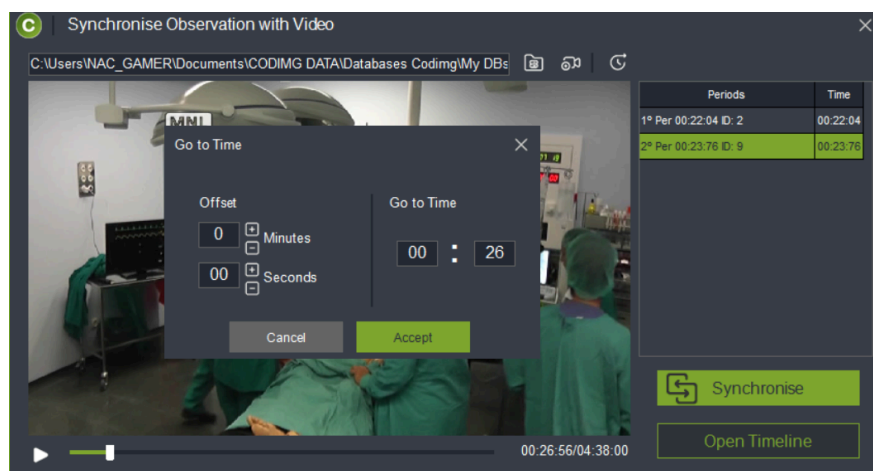 C Synchronise Observation with Video
C:\Users\NAC_GAMER\Documents\CODIMG DATA\Databases Codimg\My DBs
Periods Time
1º Per 00:22:04 ID: 2 00:22:04
2º Per 00:23:76 ID: 9 00:23:76
MNL
Go to Time
Offset
0 Minutes
00 Seconds
Go to Time
00 : 26
Cancel Accept
Synchronise
Open Timeline
00:26:56/04:38:00